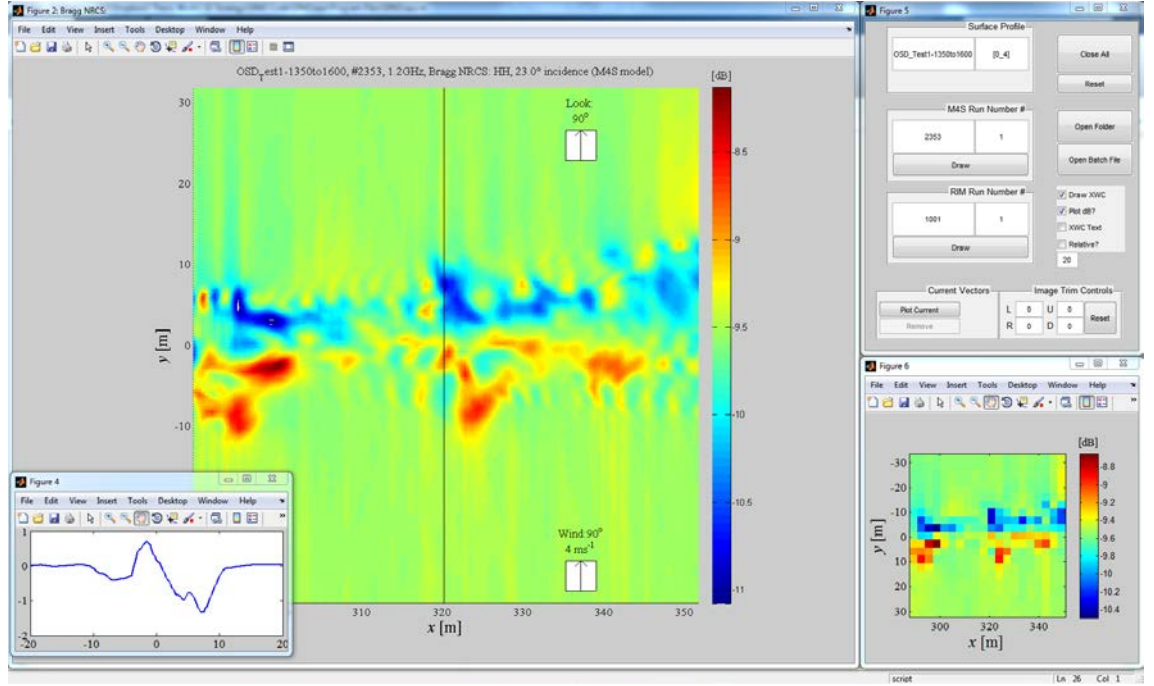 Figure 2: Bragg NRCS:
File Edit View Insert Tools Desktop Window Help
OSD_Test1-1350to1600, #2353, 1.2GHz, Bragg NRCS: HH, 23.0° incidence (M4S model)
[dB]
Look:
90°
30
20
10
0
-10
y [m]
-8.5
-9
-9.5
-10
-10.5
-11
Wind:90°
4 ms-1
310 320 330 340 350
x [m]
Figure 4
File Edit View Insert Tools Desktop Window Help
1
0
-1
-2
-20 -10 0 10 20
Figure 5
Surface Profile
OSD_Test1-1350to1600 [0_4]
Close All
Reset
M4S Run Number #
2353 1
Draw
Open Folder
Open Batch File
RIM Run Number #
1001 1
Draw
Draw XWC
Plot dB?
XWC Text
Relative?
20
Current Vectors
Plot Current
Remove
Image Trim Controls
L 0 U 0
R 0 D 0
Reset
Figure 6
File Edit View Insert Tools Desktop Window Help
[dB]
-30
-20
-10
0
10
20
30
y [m]
-8.8
-9
-9.2
-9.4
-9.6
-9.8
-10
-10.2
-10.4
300 320 340
x [m]
script Ln 26 Col 1